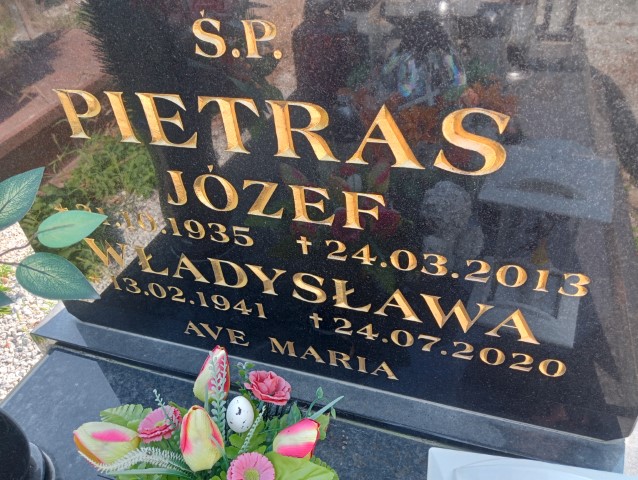 Ś.P.
PIETRAS
JÓZEF
.10.1935 † 24.03.2013
WŁADYSŁAWA
13.02.1941 † 24.07.2020
AVE MARIA